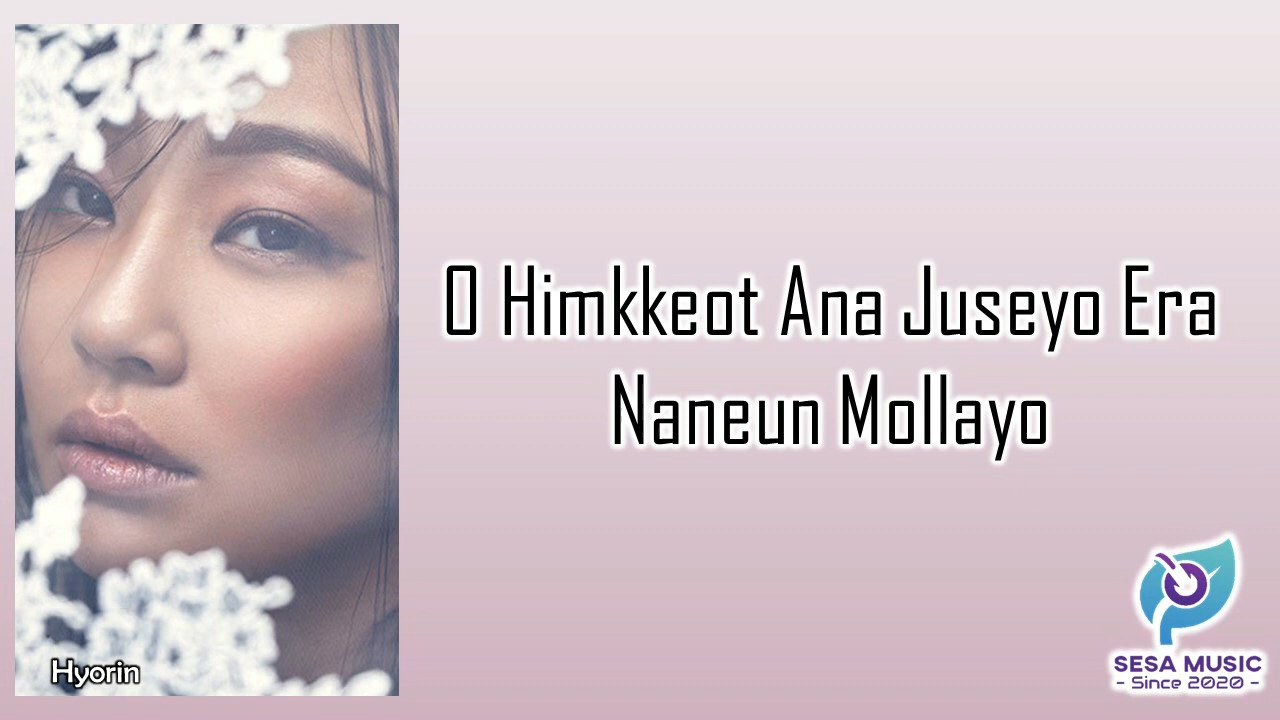 O Himkkeot Ana Juseyo Era
Naneun Mollayo
Hyorin
SESA MUSIC
- Since 2020 -